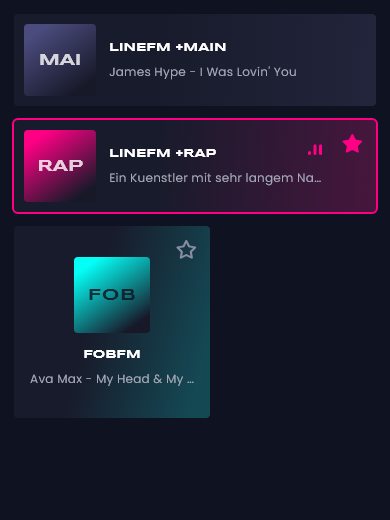 MAI
LINEFM +MAIN
James Hype - I Was Lovin' You
RAP
LINEFM +RAP
Ein Kuenstler mit sehr langem Na...
FOB
FOBFM
Ava Max - My Head & My ...